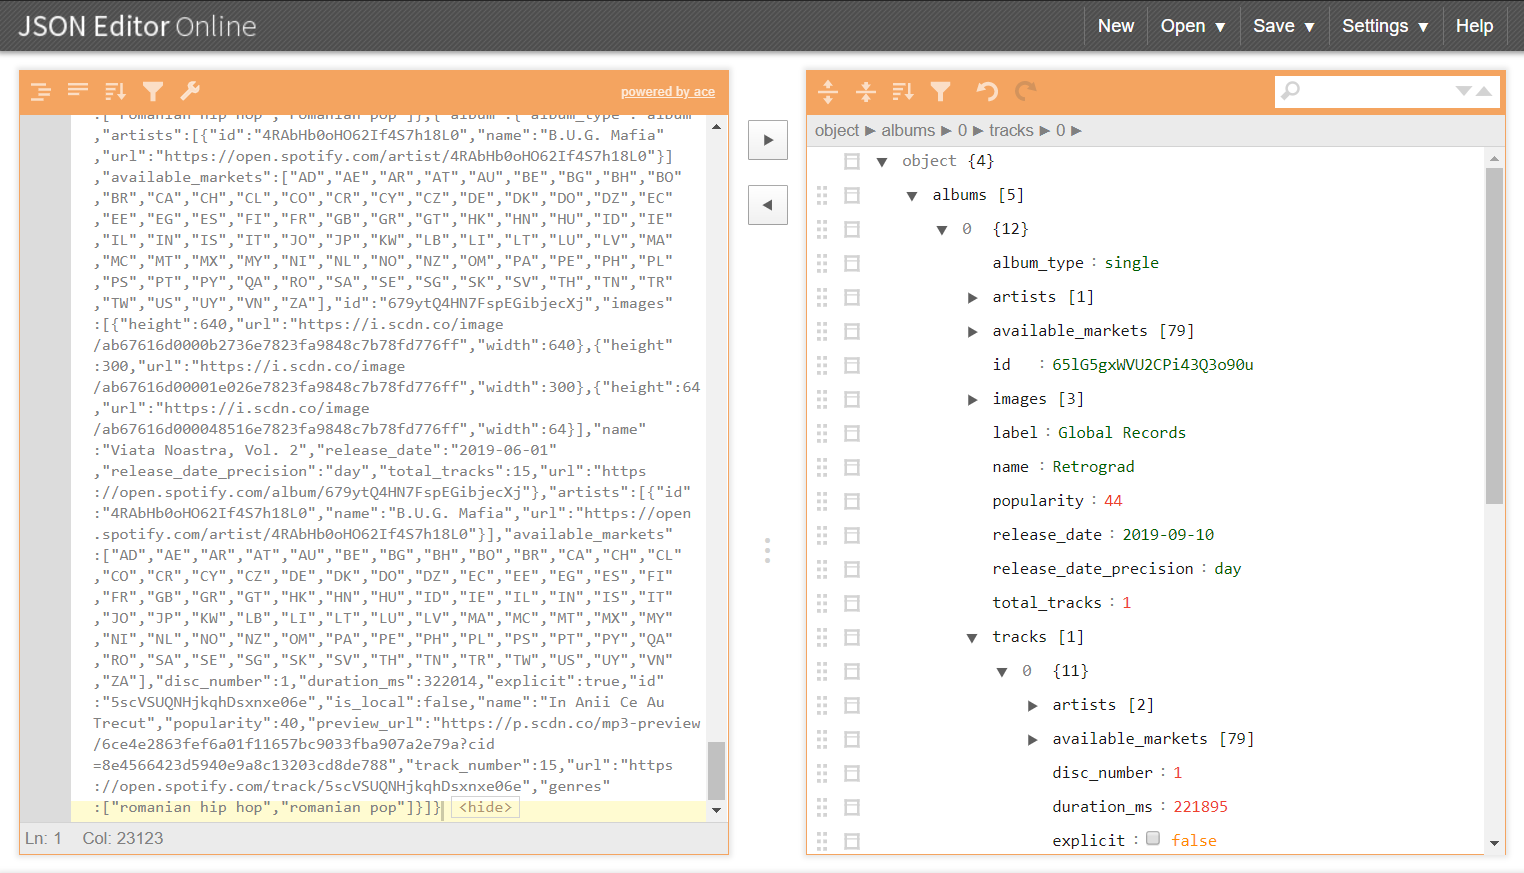 JSON Editor Online
New
Open ▼
Save ▼
Settings ▼
Help
powered by ace
:["romanian hip hop","romanian pop"]},{"album":{"album_type":"album"
,"artists":[{"id":"4RAbHb0oHO62If4S7h18L0","name":"B.U.G. Mafia"
,"url":"https://open.spotify.com/artist/4RAbHb0oHO62If4S7h18L0"}]
,"available_markets":["AD","AE","AR","AT","AU","BE","BG","BH","BO"
,"BR","CA","CH","CL","CO","CR","CY","CZ","DE","DK","DO","DZ","EC"
,"EE","EG","ES","FI","FR","GB","GR","GT","HK","HN","HU","ID","IE"
,"IL","IN","IS","IT","JO","JP","KW","LB","LI","LT","LU","LV","MA"
,"MC","MT","MX","MY","NI","NL","NO","NZ","OM","PA","PE","PH","PL"
,"PS","PT","PY","QA","RO","SA","SE","SG","SK","SV","TH","TN","TR"
,"TW","US","UY","VN","ZA"],"id":"679ytQ4HN7FspEGibjecXj","images"
:[{"height":640,"url":"https://i.scdn.co/image
/ab67616d0000b2736e7823fa9848c7b78fd776ff","width":640},{"height"
:300,"url":"https://i.scdn.co/image
/ab67616d00001e026e7823fa9848c7b78fd776ff","width":300},{"height":64
,"url":"https://i.scdn.co/image
/ab67616d000048516e7823fa9848c7b78fd776ff","width":64}],"name"
:"Viata Noastra, Vol. 2","release_date":"2019-06-01"
,"release_date_precision":"day","total_tracks":15,"url":"https
://open.spotify.com/album/679ytQ4HN7FspEGibjecXj"},"artists":[{"id"
:"4RAbHb0oHO62If4S7h18L0","name":"B.U.G. Mafia","url":"https://open
.spotify.com/artist/4RAbHb0oHO62If4S7h18L0"}],"available_markets"
:["AD","AE","AR","AT","AU","BE","BG","BH","BO","BR","CA","CH","CL"
,"CO","CR","CY","CZ","DE","DK","DO","DZ","EC","EE","EG","ES","FI"
,"FR","GB","GR","GT","HK","HN","HU","ID","IE","IL","IN","IS","IT"
,"JO","JP","KW","LB","LI","LT","LU","LV","MA","MC","MT","MX","MY"
,"NI","NL","NO","NZ","OM","PA","PE","PH","PL","PS","PT","PY","QA"
,"RO","SA","SE","SG","SK","SV","TH","TN","TR","TW","US","UY","VN"
,"ZA"],"disc_number":1,"duration_ms":322014,"explicit":true,"id"
:"5scVSUQNHjkqhDsxnxe06e","is_local":false,"name":"In Anii Ce Au
Trecut","popularity":40,"preview_url":"https://p.scdn.co/mp3-preview
/6ce4e2863fef6a01f11657bc9033fba907a2e79a?cid
=8e4566423d5940e9a8c13203cd8de788","track_number":15,"url":"https
://open.spotify.com/track/5scVSUQNHjkqhDsxnxe06e","genres"
:["romanian hip hop","romanian pop"]}]} <hide>
Ln: 1 Col: 23123
object ► albums ► 0 ► tracks ► 0 ►
object {4}
albums [5]
0 {12}
album_type : single
artists [1]
available_markets [79]
id : 65lG5gxWVU2CPi43Q3o90u
images [3]
label : Global Records
name : Retrograd
popularity : 44
release_date : 2019-09-10
release_date_precision : day
total_tracks : 1
tracks [1]
0 {11}
artists [2]
available_markets [79]
disc_number : 1
duration_ms : 221895
explicit : false